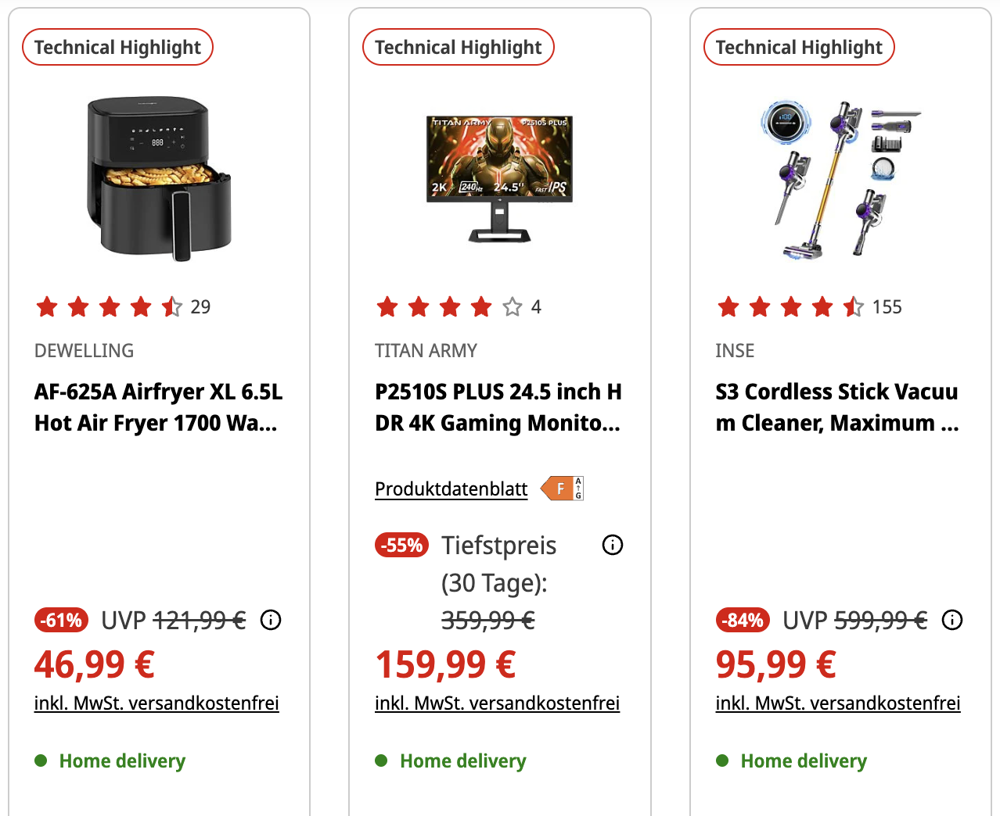 Technical Highlight
888
29
DEWELLING
AF-625A Airfryer XL 6.5L
Hot Air Fryer 1700 Wa...
-61% UVP 121,99 €
46,99 €
inkl. MwSt. versandkostenfrei
Home delivery
Technical Highlight
TITAN ARMY P2510S PLUS
2K 240Hz 24.5" FAST IPS
4
TITAN ARMY
P2510S PLUS 24.5 inch H
DR 4K Gaming Monito...
Produktdatenblatt F A ↑ G
-55% Tiefstpreis
(30 Tage):
359,99 €
159,99 €
inkl. MwSt. versandkostenfrei
Home delivery
Technical Highlight
100
155
INSE
S3 Cordless Stick Vacuu
m Cleaner, Maximum ...
-84% UVP 599,99 €
95,99 €
inkl. MwSt. versandkostenfrei
Home delivery